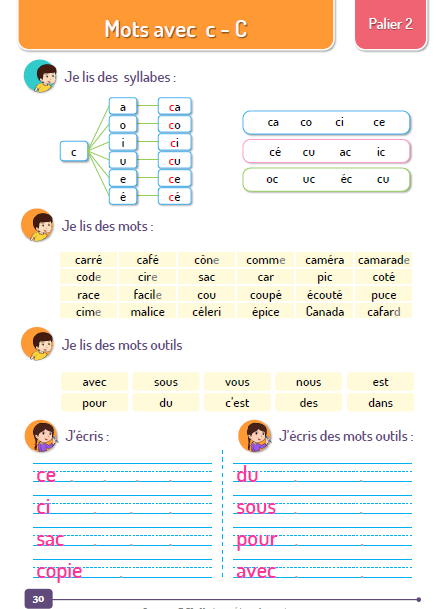 Mots avec c - C
Palier 2
Je lis des syllabes :
c
a ca
o co
i ci
u cu
e ce
é cé
ca co ci ce
cé cu ac ic
oc uc éc cu
Je lis des mots :
carré café cône comme caméra camarade
code cire sac car pic coté
race facile cou coupé écouté puce
cime malice céleri épice Canada cafard
Je lis des mots outils
avec sous vous nous est
pour du c'est des dans
J'écris :
ce
ci
sac
copie
J'écris des mots outils :
du
sous
pour
avec
30